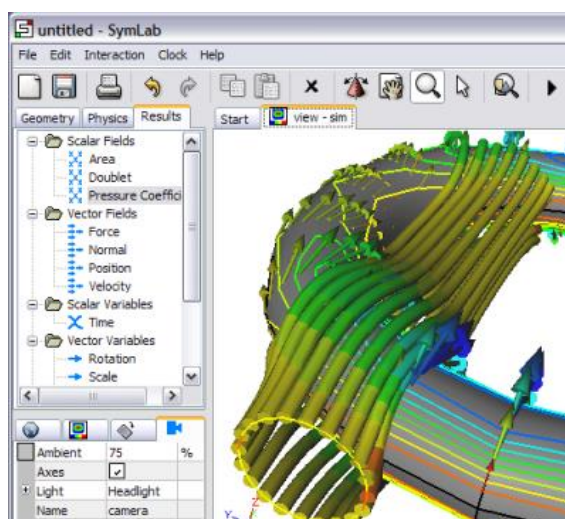 untitled - SymLab
File Edit Interaction Clock Help
Geometry Physics Results
Start view - sim
Scalar Fields
Area
Doublet
Pressure Coeffici
Vector Fields
Force
Normal
Position
Velocity
Scalar Variables
Time
Vector Variables
Rotation
Scale
Ambient 75 %
Axes
Light Headlight
Name camera
Z
Y